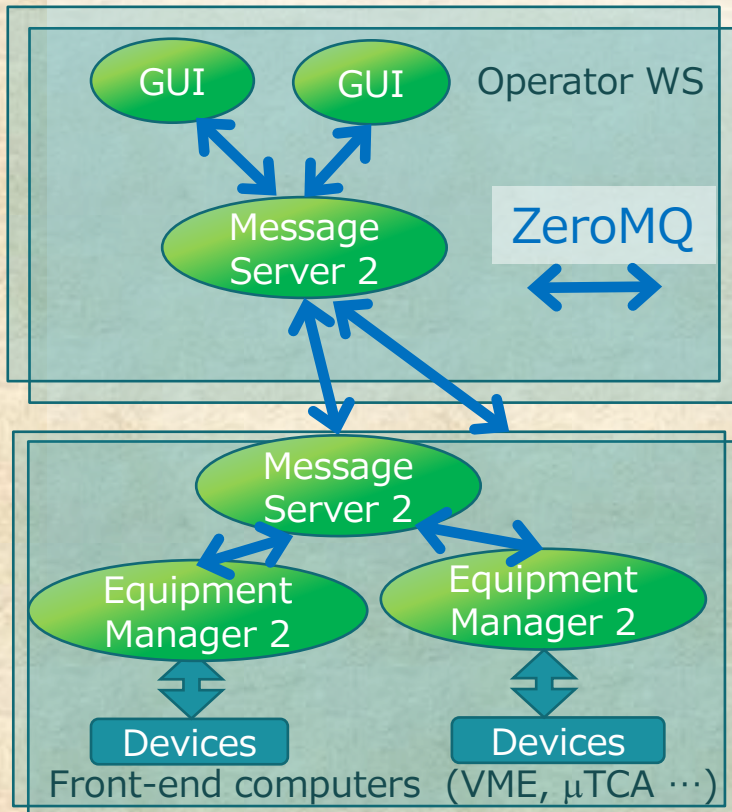 GUI
GUI
Operator WS
Message
Server 2
ZeroMQ
Message
Server 2
Equipment
Manager 2
Equipment
Manager 2
Devices
Devices
Front-end computers (VME, μTCA ⋯)